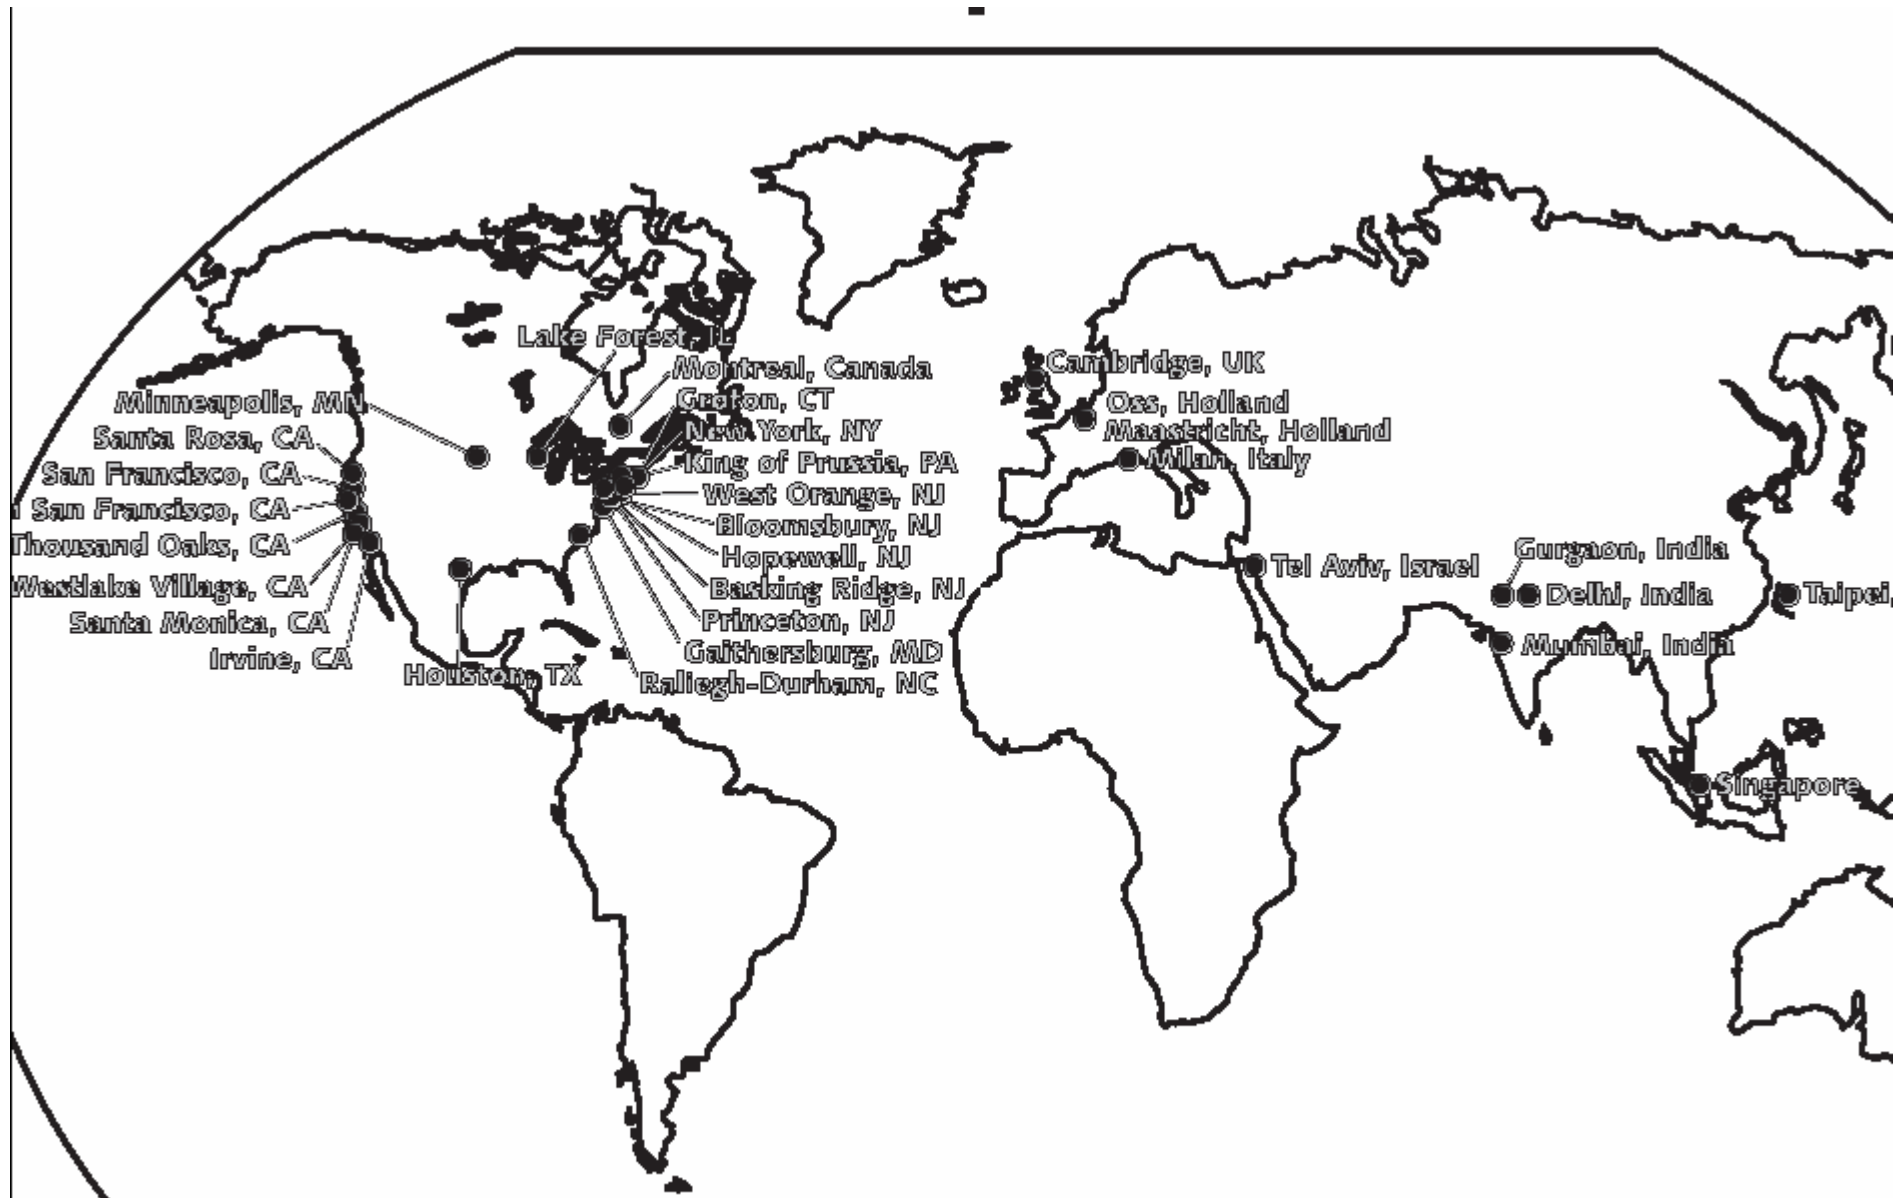 Lake Forest, IL
Montreal, Canada
Groton, CT
New York, NY
King of Prussia, PA
West Orange, NJ
Bloomsbury, NJ
Hopewell, NJ
Basking Ridge, NJ
Princeton, NJ
Gaithersburg, MD
Raliegh-Durham, NC
Minneapolis, MN
Santa Rosa, CA
San Francisco, CA
San Francisco, CA
Thousand Oaks, CA
Westlake Village, CA
Santa Monica, CA
Irvine, CA
Houston, TX
Cambridge, UK
Oss, Holland
Maastricht, Holland
Milan, Italy
Tel Aviv, Israel
Gurgaon, India
Delhi, India
Mumbai, India
Taipei,
Singapore